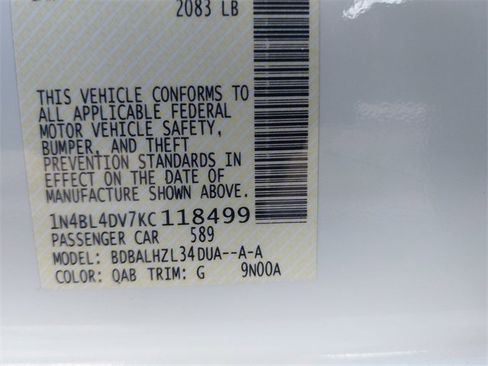 2083 LB
THIS VEHICLE CONFORMS TO
ALL APPLICABLE FEDERAL
MOTOR VEHICLE SAFETY,
BUMPER, AND THEFT
PREVENTION STANDARDS IN
EFFECT ON THE DATE OF
MANUFACTURE SHOWN ABOVE.
1N4BL4DV7KC118499
PASSENGER CAR 589
MODEL: BDBALHZL34DUA--A-A
COLOR: QAB TRIM: G 9N00A